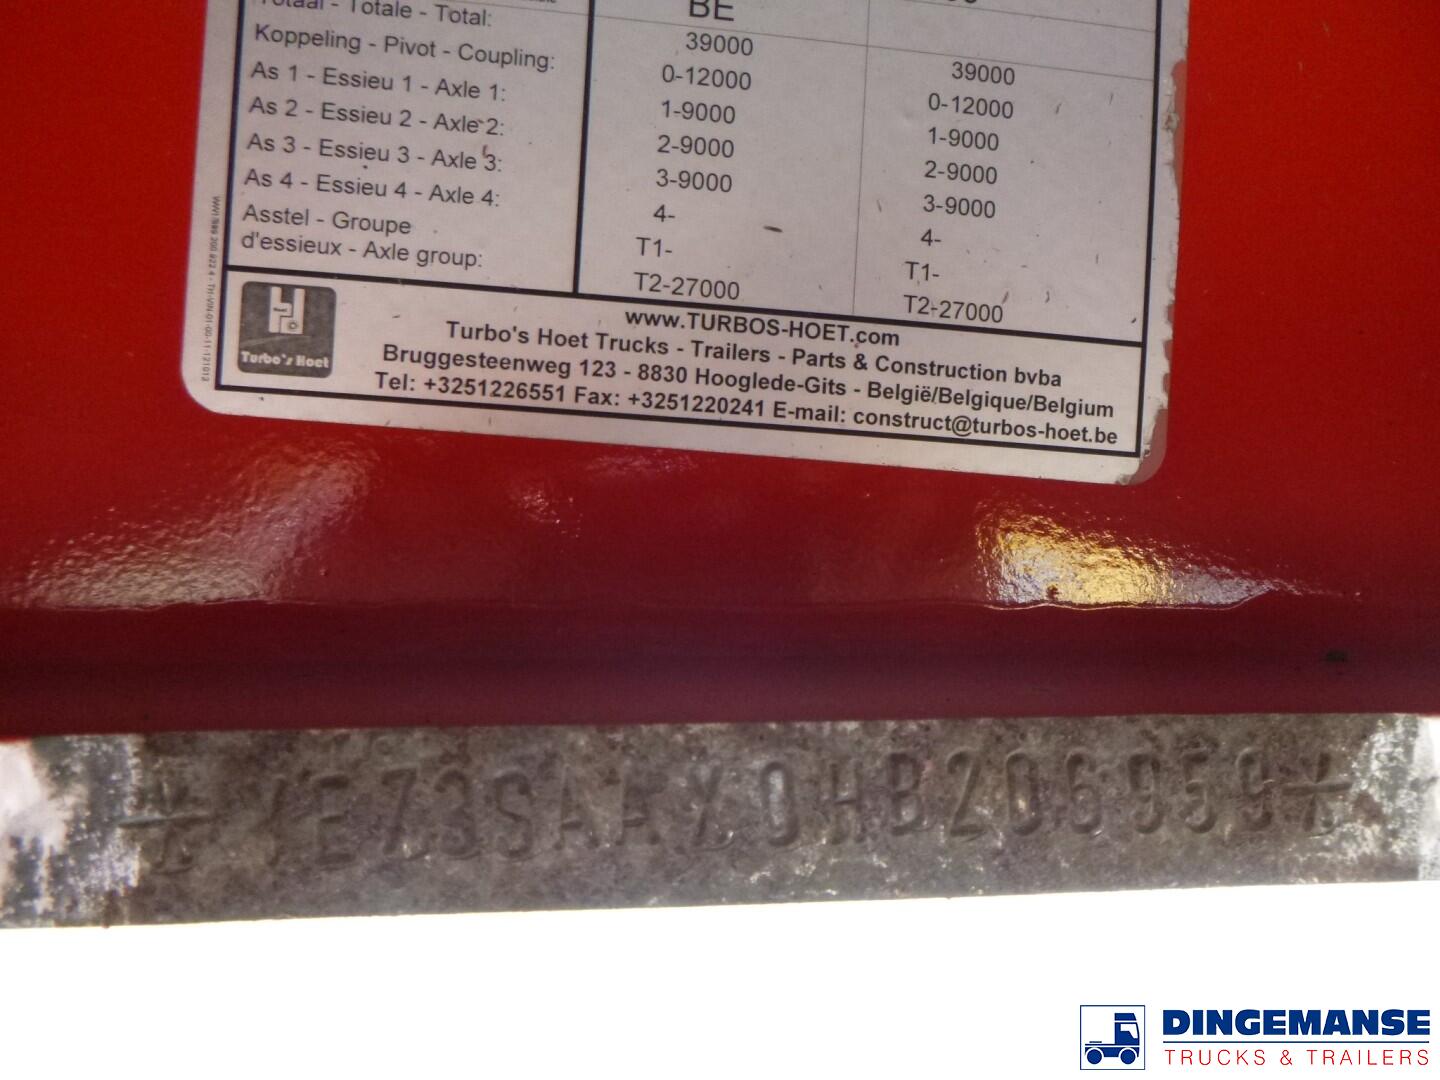 BE
Totaal - Totale - Total:
39000 39000
Koppeling - Pivot - Coupling:
0-12000 0-12000
As 1 - Essieu 1 - Axle 1:
1-9000 1-9000
As 2 - Essieu 2 - Axle 2:
2-9000 2-9000
As 3 - Essieu 3 - Axle 3:
3-9000 3-9000
As 4 - Essieu 4 - Axle 4:
4- 4-
Asstel - Groupe
d'essieux - Axle group:
T1- T1-
T2-27000 T2-27000
Turbo's Hoet
www.TURBOS-HOET.com
Turbo's Hoet Trucks - Trailers - Parts & Construction bvba
Bruggesteenweg 123 - 8830 Hooglede-Gits - België/Belgique/Belgium
Tel: +3251226551 Fax: +3251220241 E-mail: construct@turbos-hoet.be
YE73SAAX0HB206959
DINGEMANSE
TRUCKS & TRAILERS